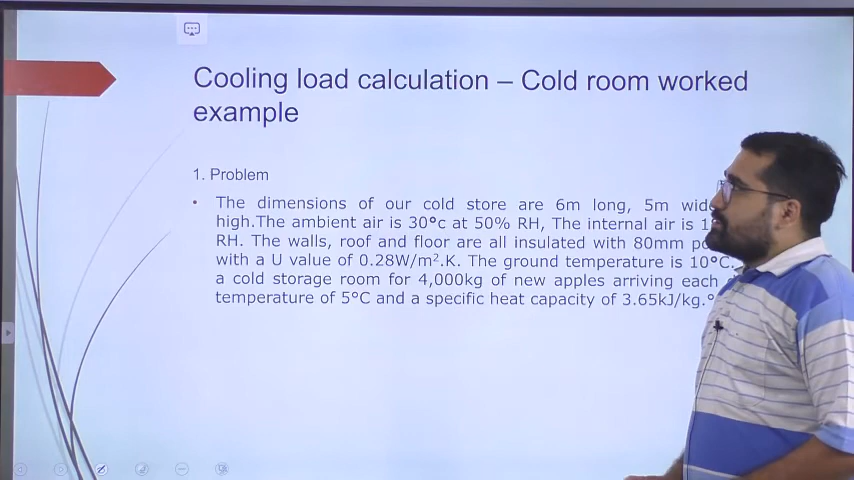 Cooling load calculation – Cold room worked
example
1. Problem
• The dimensions of our cold store are 6m long, 5m
high.The ambient air is 30°c at 50% RH, The internal air is
RH. The walls, roof and floor are all insulated with 80mm
with a U value of 0.28W/m².K. The ground temperature is 10°C.
a cold storage room for 4,000kg of new apples arriving each
temperature of 5°C and a specific heat capacity of 3.65kJ/kg.°